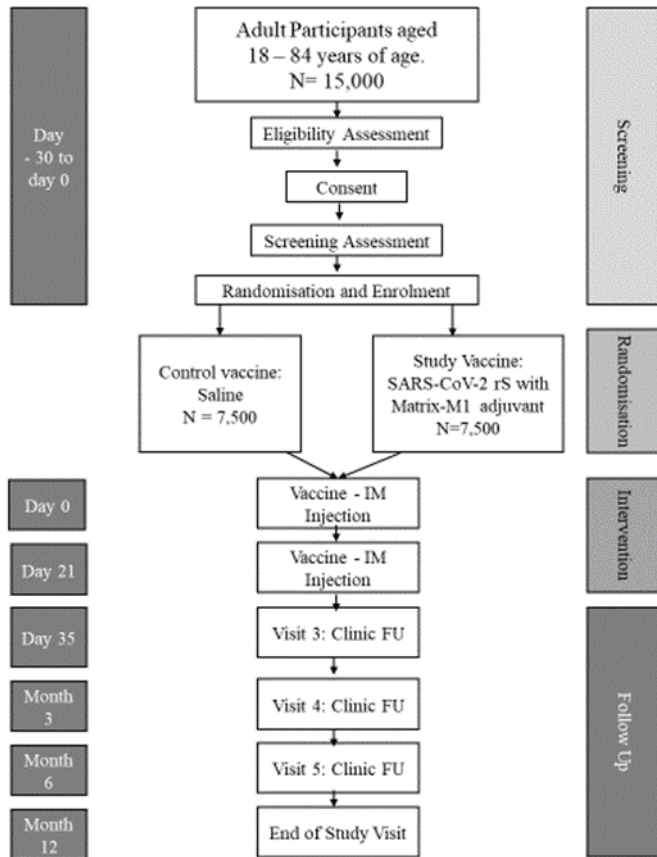 Adult Participants aged
18 – 84 years of age.
N= 15,000
Day
- 30 to
day 0
Screening
Eligibility Assessment
Consent
Screening Assessment
Randomisation and Enrolment
Control vaccine:
Saline
N = 7,500
Study Vaccine:
SARS-CoV-2 rS with
Matrix-M1 adjuvant
N=7,500
Randomisation
Day 0
Vaccine - IM
Injection
Intervention
Day 21
Vaccine - IM
Injection
Day 35
Visit 3: Clinic FU
Follow Up
Month
3
Visit 4: Clinic FU
Month
6
Visit 5: Clinic FU
Month
12
End of Study Visit